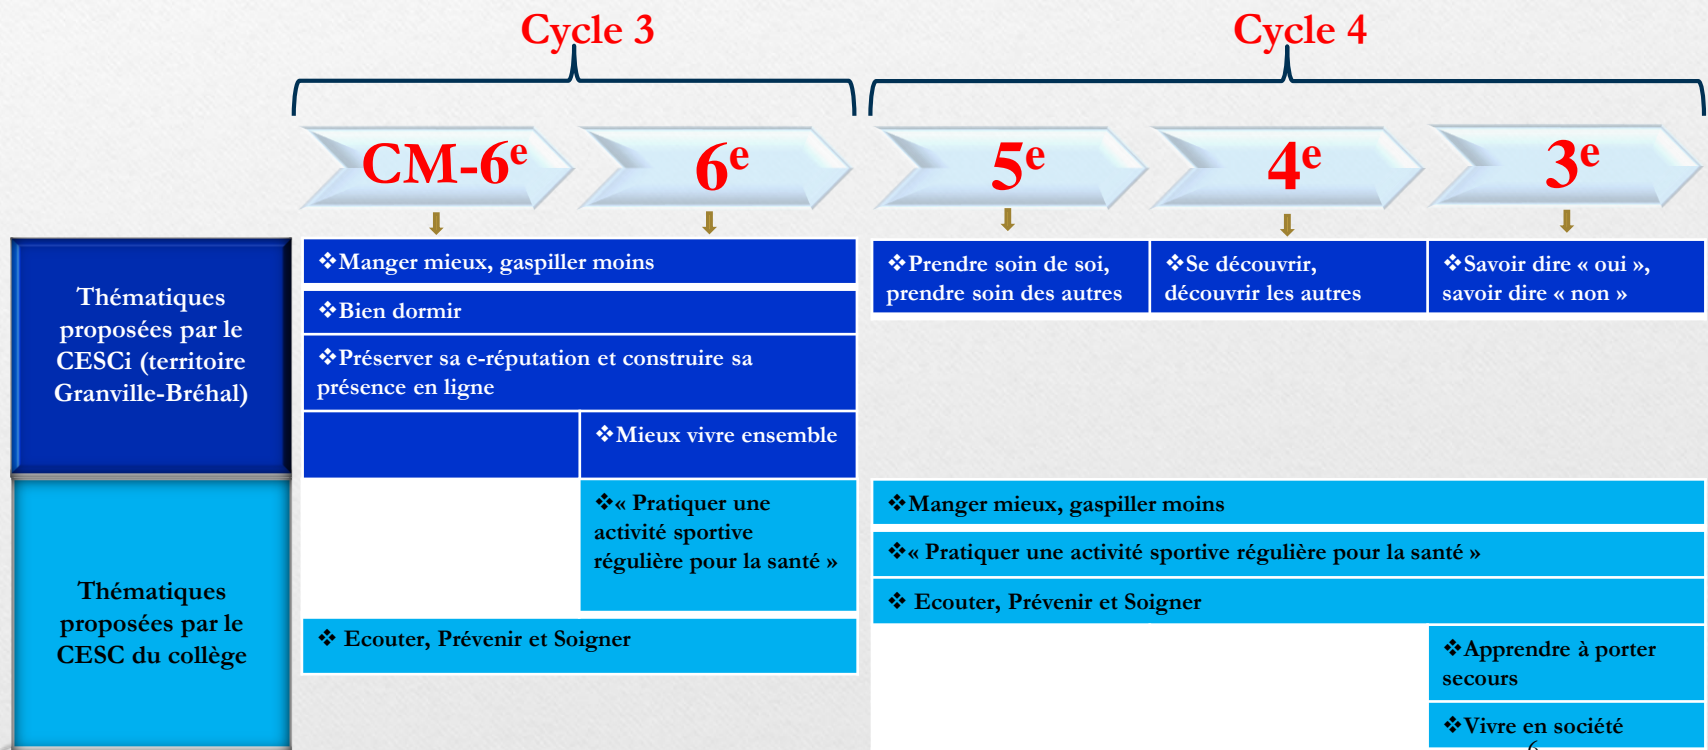 Cycle 3
Cycle 4
CM-6e
6e
5e
4e
3e
Thématiques
proposées par le
CESCi (territoire
Granville-Bréhal)
❖Manger mieux, gaspiller moins
❖Bien dormir
❖Préserver sa e-réputation et construire sa
présence en ligne
❖Mieux vivre ensemble
❖Prendre soin de soi,
prendre soin des autres
❖Se découvrir,
découvrir les autres
❖Savoir dire « oui »,
savoir dire « non »
Thématiques
proposées par le
CESC du collège
❖« Pratiquer une
activité sportive
régulière pour la santé »
❖ Ecouter, Prévenir et Soigner
❖Manger mieux, gaspiller moins
❖« Pratiquer une activité sportive régulière pour la santé »
❖ Ecouter, Prévenir et Soigner
❖Apprendre à porter
secours
❖Vivre en société
6